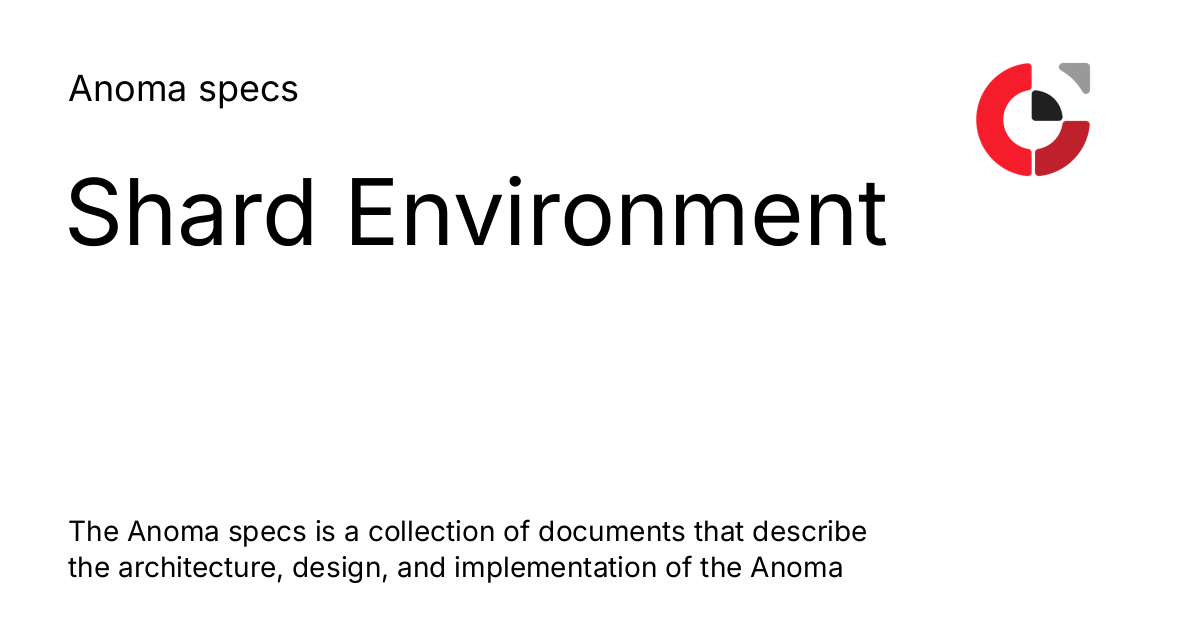 Anoma specs
Shard Environment
The Anoma specs is a collection of documents that describe
the architecture, design, and implementation of the Anoma